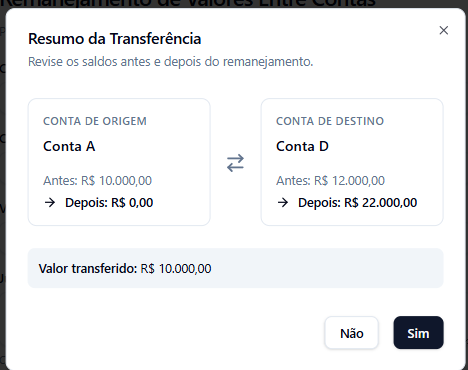 Remanejamento de Valores Entre Contas
Resumo da Transferência
Revise os saldos antes e depois do remanejamento.
CONTA DE ORIGEM
Conta A
Antes: R$ 10.000,00
Depois: R$ 0,00
CONTA DE DESTINO
Conta D
Antes: R$ 12.000,00
Depois: R$ 22.000,00
Valor transferido: R$ 10.000,00
Não
Sim